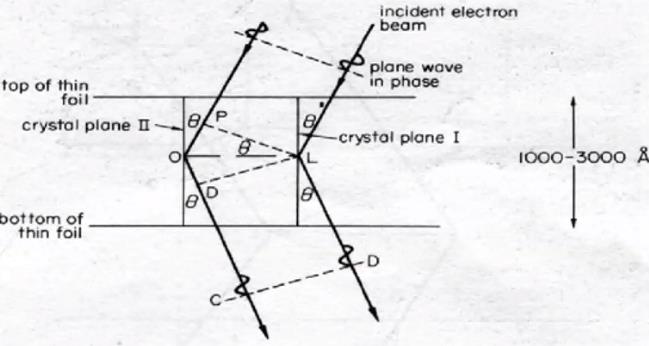 incident electron
beam
plane wave
in phase
top of thin
foil
θ
P
θ
crystal plane II
crystal plane I
O
θ
L
1000-3000 Å
D
θ
θ
bottom of
thin foil
D
C